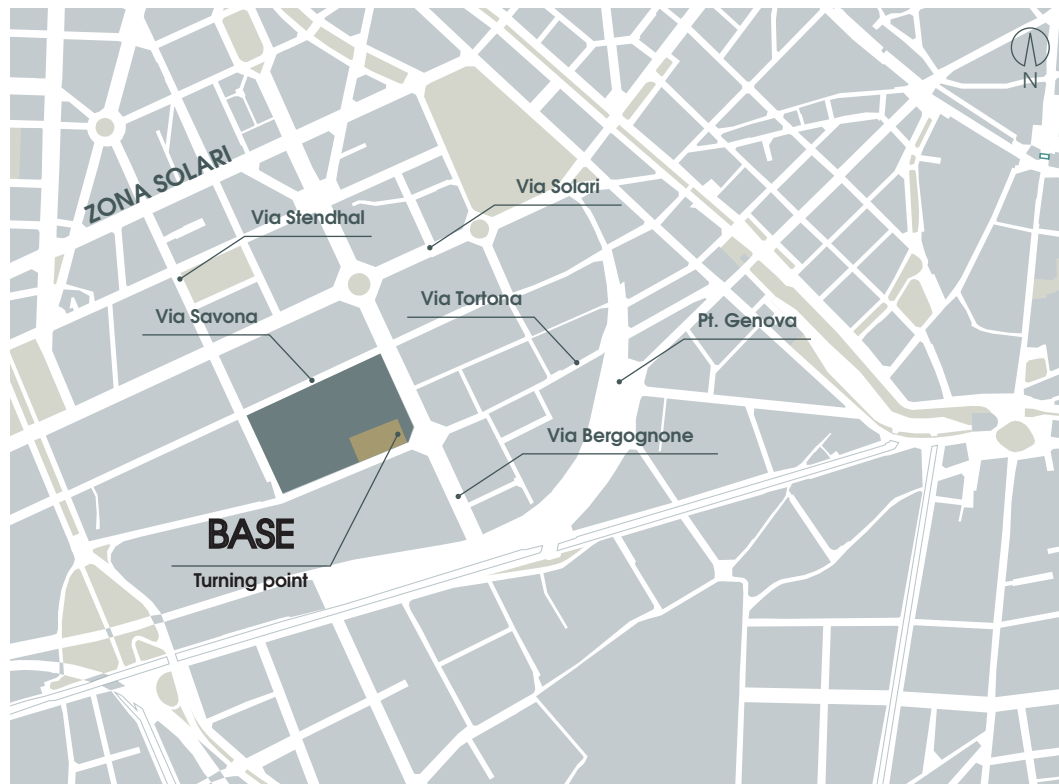 N
ZONA SOLARI
Via Solari
Via Stendhal
Via Tortona
Via Savona
Pt. Genova
Via Bergognone
BASE
Turning point